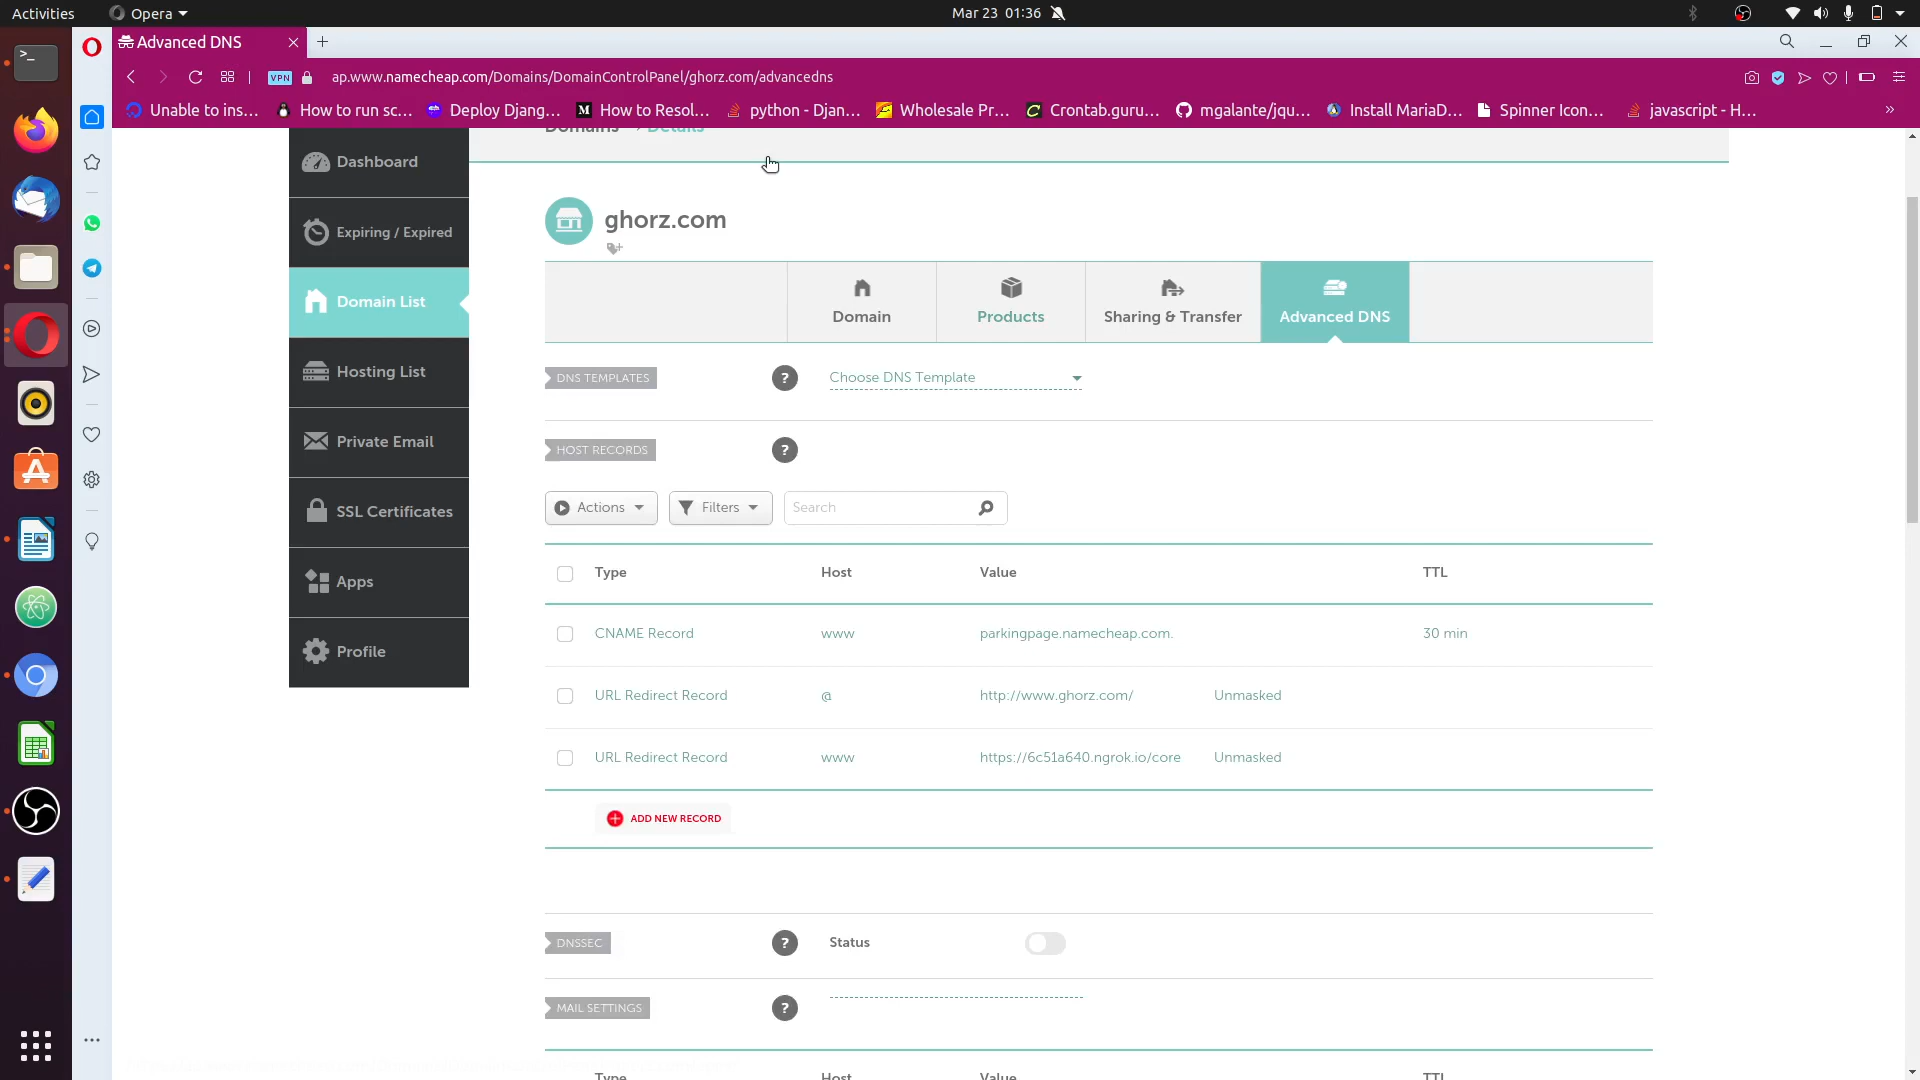 Activities Opera Mar 23 01:36
Advanced DNS
VPN ap.www.namecheap.com/Domains/DomainControlPanel/ghorz.com/advancedns
Unable to ins... How to run sc... Deploy Djang... How to Resol... python - Djan... Wholesale Pr... Crontab.guru... mgalante/jqu... Install MariaD... Spinner Icon... javascript - H... »
Domains Details
Dashboard
Expiring / Expired
Domain List
Hosting List
Private Email
SSL Certificates
Apps
Profile
ghorz.com
Domain Products Sharing & Transfer Advanced DNS
DNS TEMPLATES ? Choose DNS Template
HOST RECORDS ?
Actions Filters Search
Type Host Value TTL
CNAME Record www parkingpage.namecheap.com. 30 min
URL Redirect Record @ http://www.ghorz.com/ Unmasked
URL Redirect Record www https://6c51a640.ngrok.io/core Unmasked
ADD NEW RECORD
DNSSEC ? Status
MAIL SETTINGS ?
Type Host Value TTL